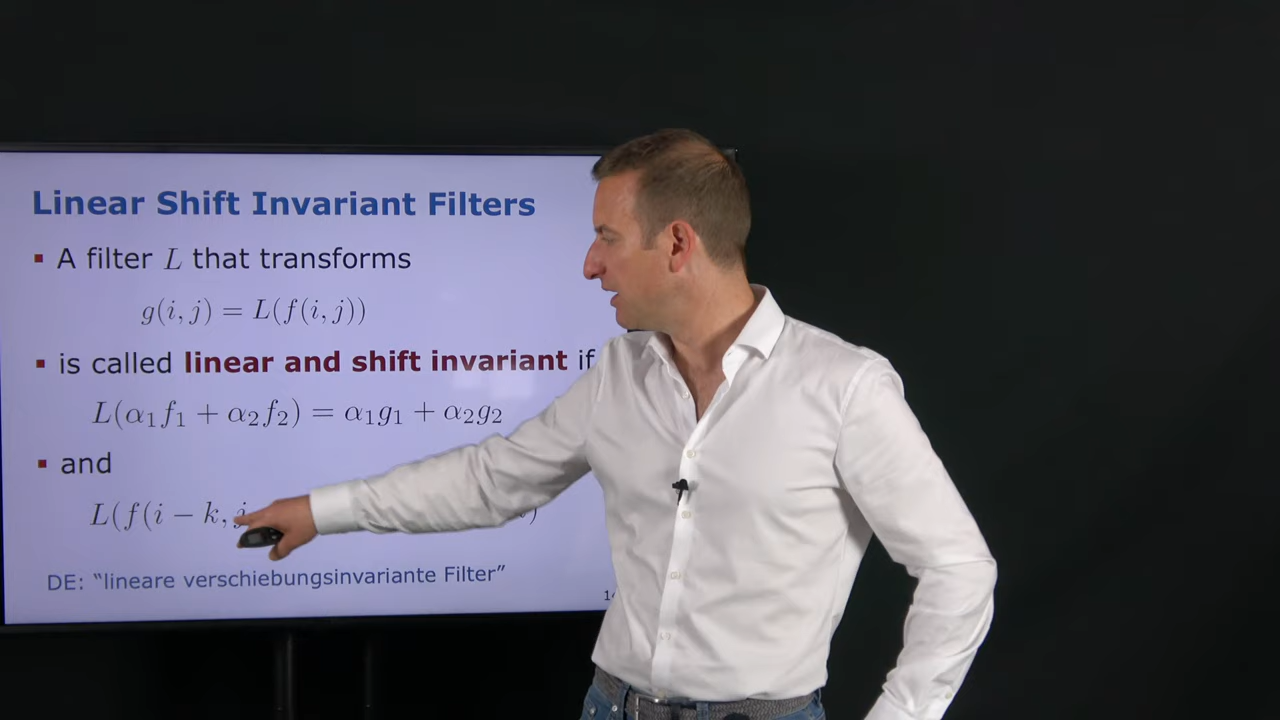 Linear Shift Invariant Filters
▪ A filter L that transforms
g(i, j) = L(f(i, j))
▪ is called linear and shift invariant if
L(α₁f₁ + α₂f₂) = α₁g₁ + α₂g₂
▪ and
L(f(i − k, j
)
DE: “lineare verschiebungsinvariante Filter”